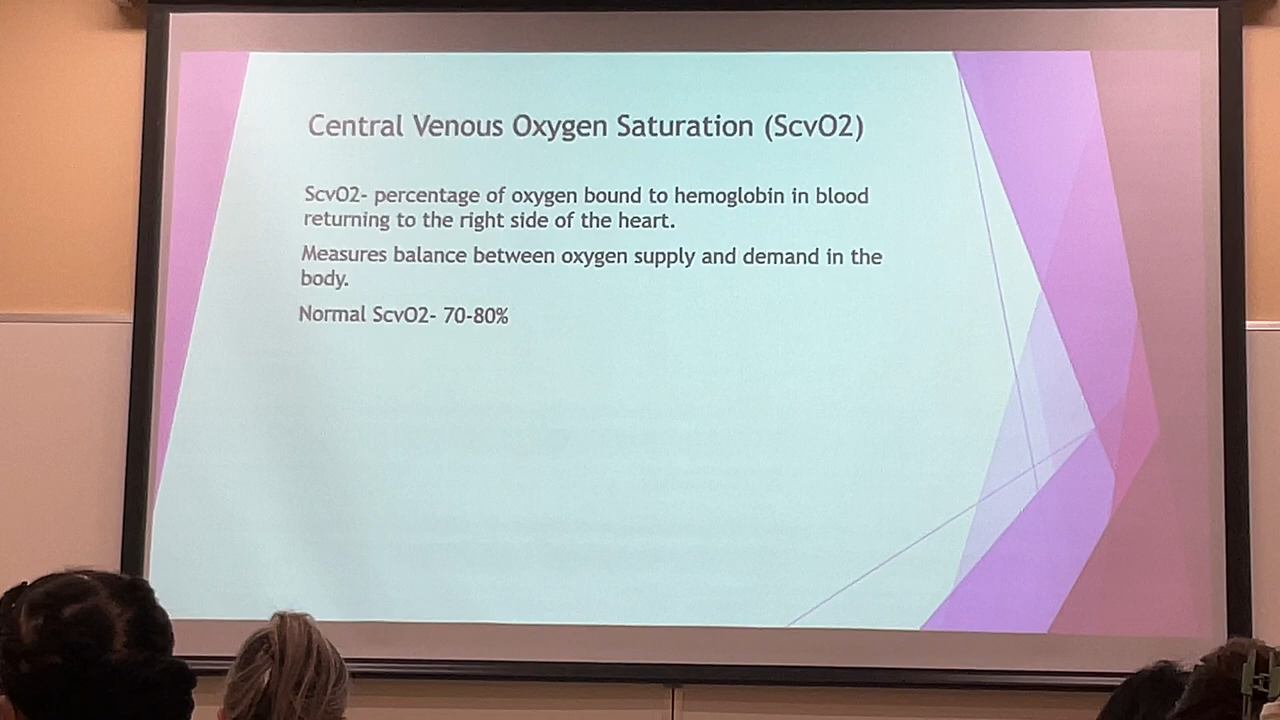 Central Venous Oxygen Saturation (ScvO2)
ScvO2- percentage of oxygen bound to hemoglobin in blood
returning to the right side of the heart.
Measures balance between oxygen supply and demand in the
body.
Normal ScvO2- 70-80%